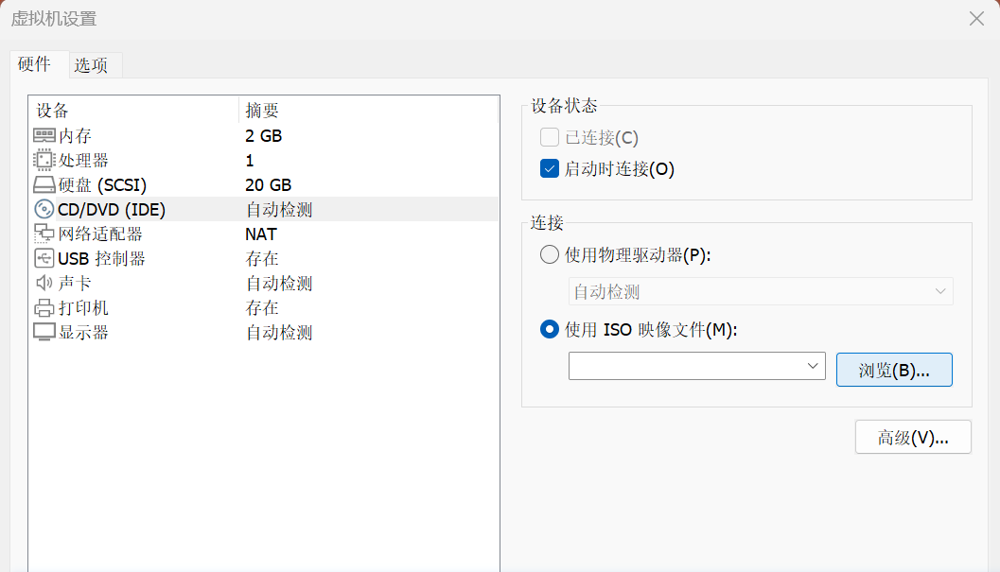 虚拟机设置
硬件 选项
设备 摘要
内存 2 GB
处理器 1
硬盘 (SCSI) 20 GB
CD/DVD (IDE) 自动检测
网络适配器 NAT
USB 控制器 存在
声卡 自动检测
打印机 存在
显示器 自动检测
设备状态
已连接(C)
启动时连接(O)
连接
使用物理驱动器(P):
自动检测
使用 ISO 映像文件(M):
浏览(B)...
高级(V)...